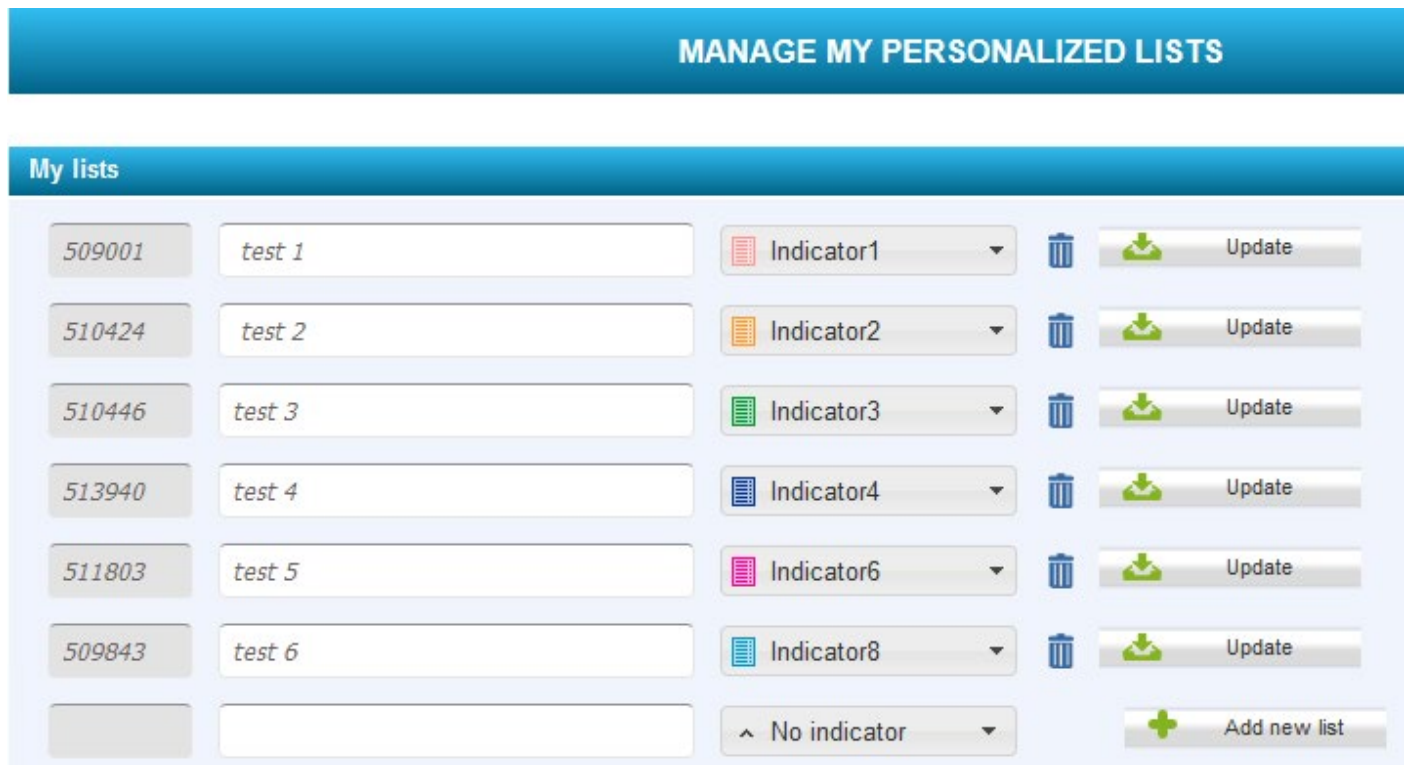 MANAGE MY PERSONALIZED LISTS
My lists
509001 test 1 Indicator1 Update
510424 test 2 Indicator2 Update
510446 test 3 Indicator3 Update
513940 test 4 Indicator4 Update
511803 test 5 Indicator6 Update
509843 test 6 Indicator8 Update
No indicator Add new list